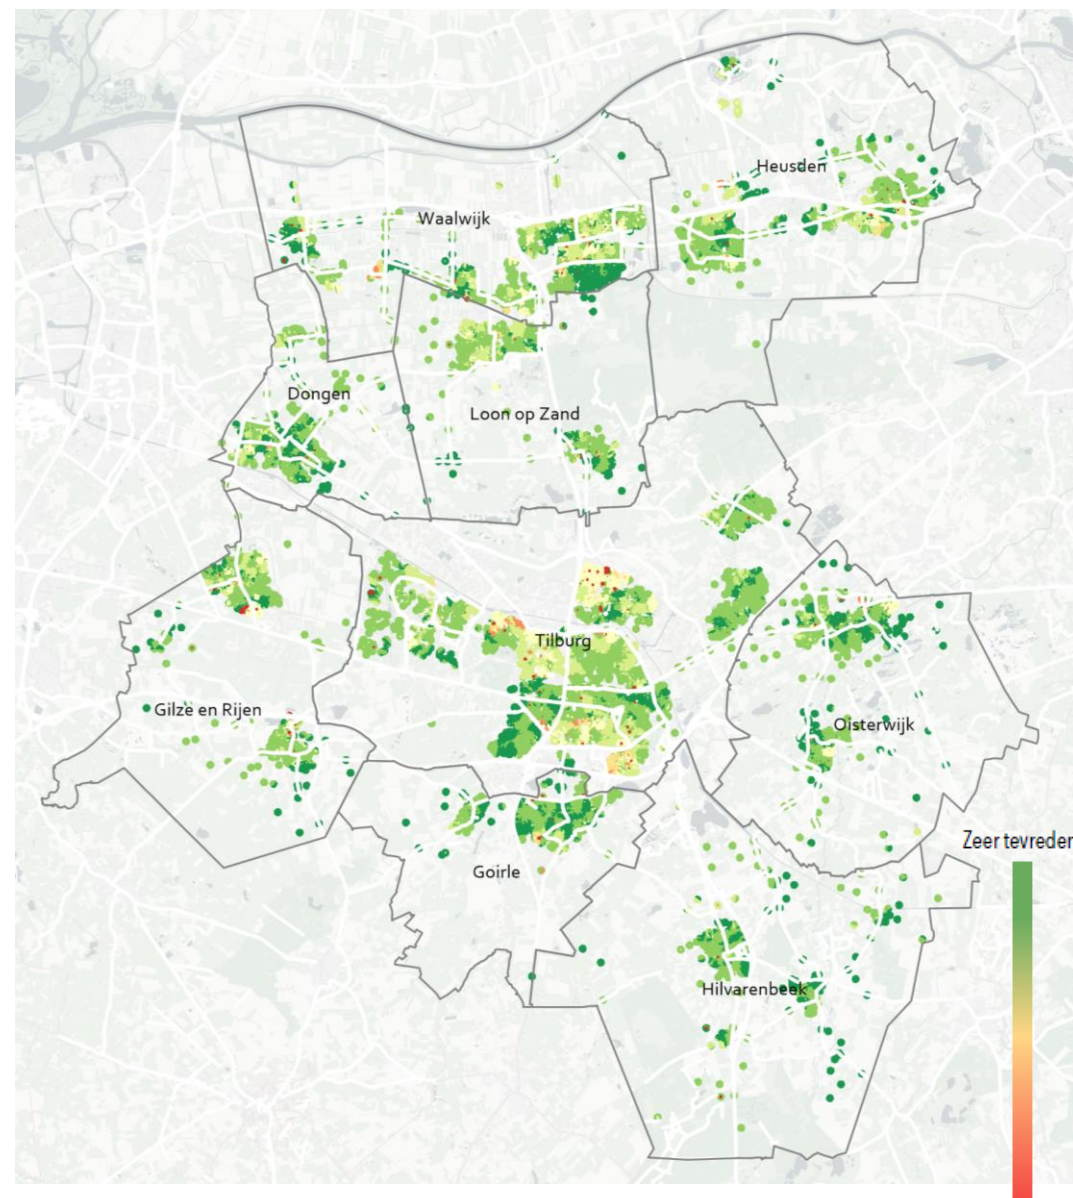 Heusden
Waalwijk
Dongen
Loon op Zand
Tilburg
Gilze en Rijen
Oisterwijk
Zeer tevreden
Goirle
Hilvarenbeek